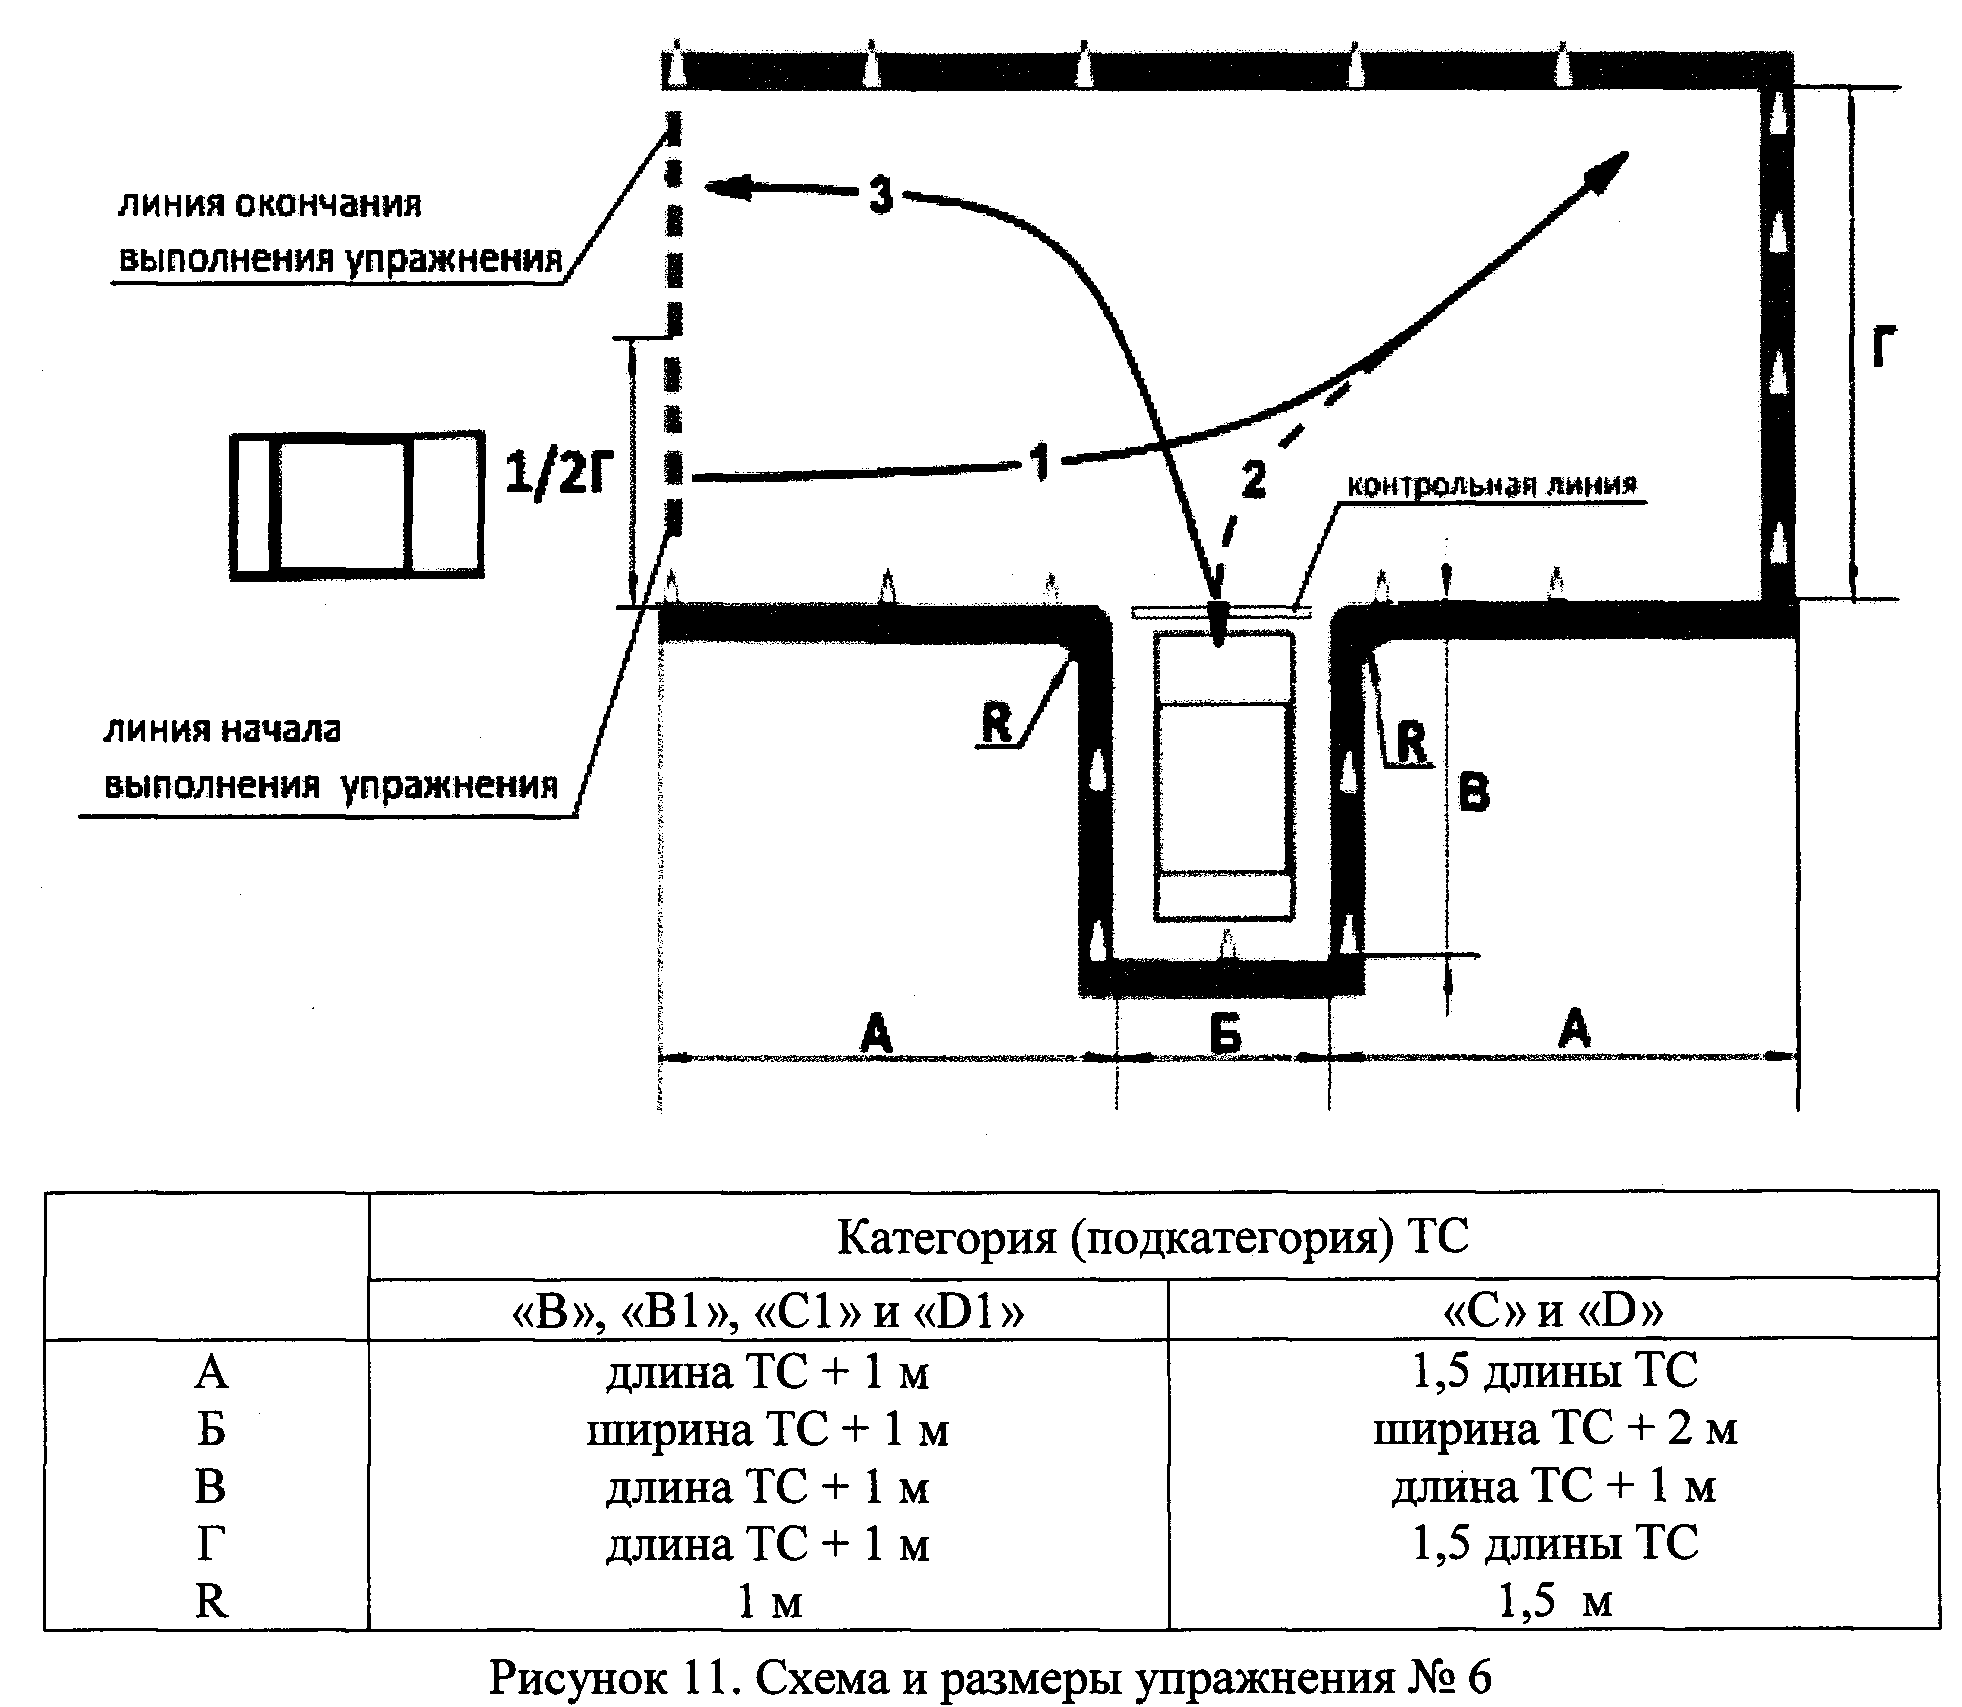 линия окончания
выполнения упражнения
3
Г
1/2Г
1
2
контрольная линия
линия начала
выполнения упражнения
R
R
В
А
Б
А
Категория (подкатегория) ТС
«B», «B1», «C1» и «D1»
«C» и «D»
А
длина ТС + 1 м
1,5 длины ТС
Б
ширина ТС + 1 м
ширина ТС + 2 м
В
длина ТС + 1 м
длина ТС + 1 м
Г
длина ТС + 1 м
1,5 длины ТС
R
1 м
1,5 м
Рисунок 11. Схема и размеры упражнения № 6